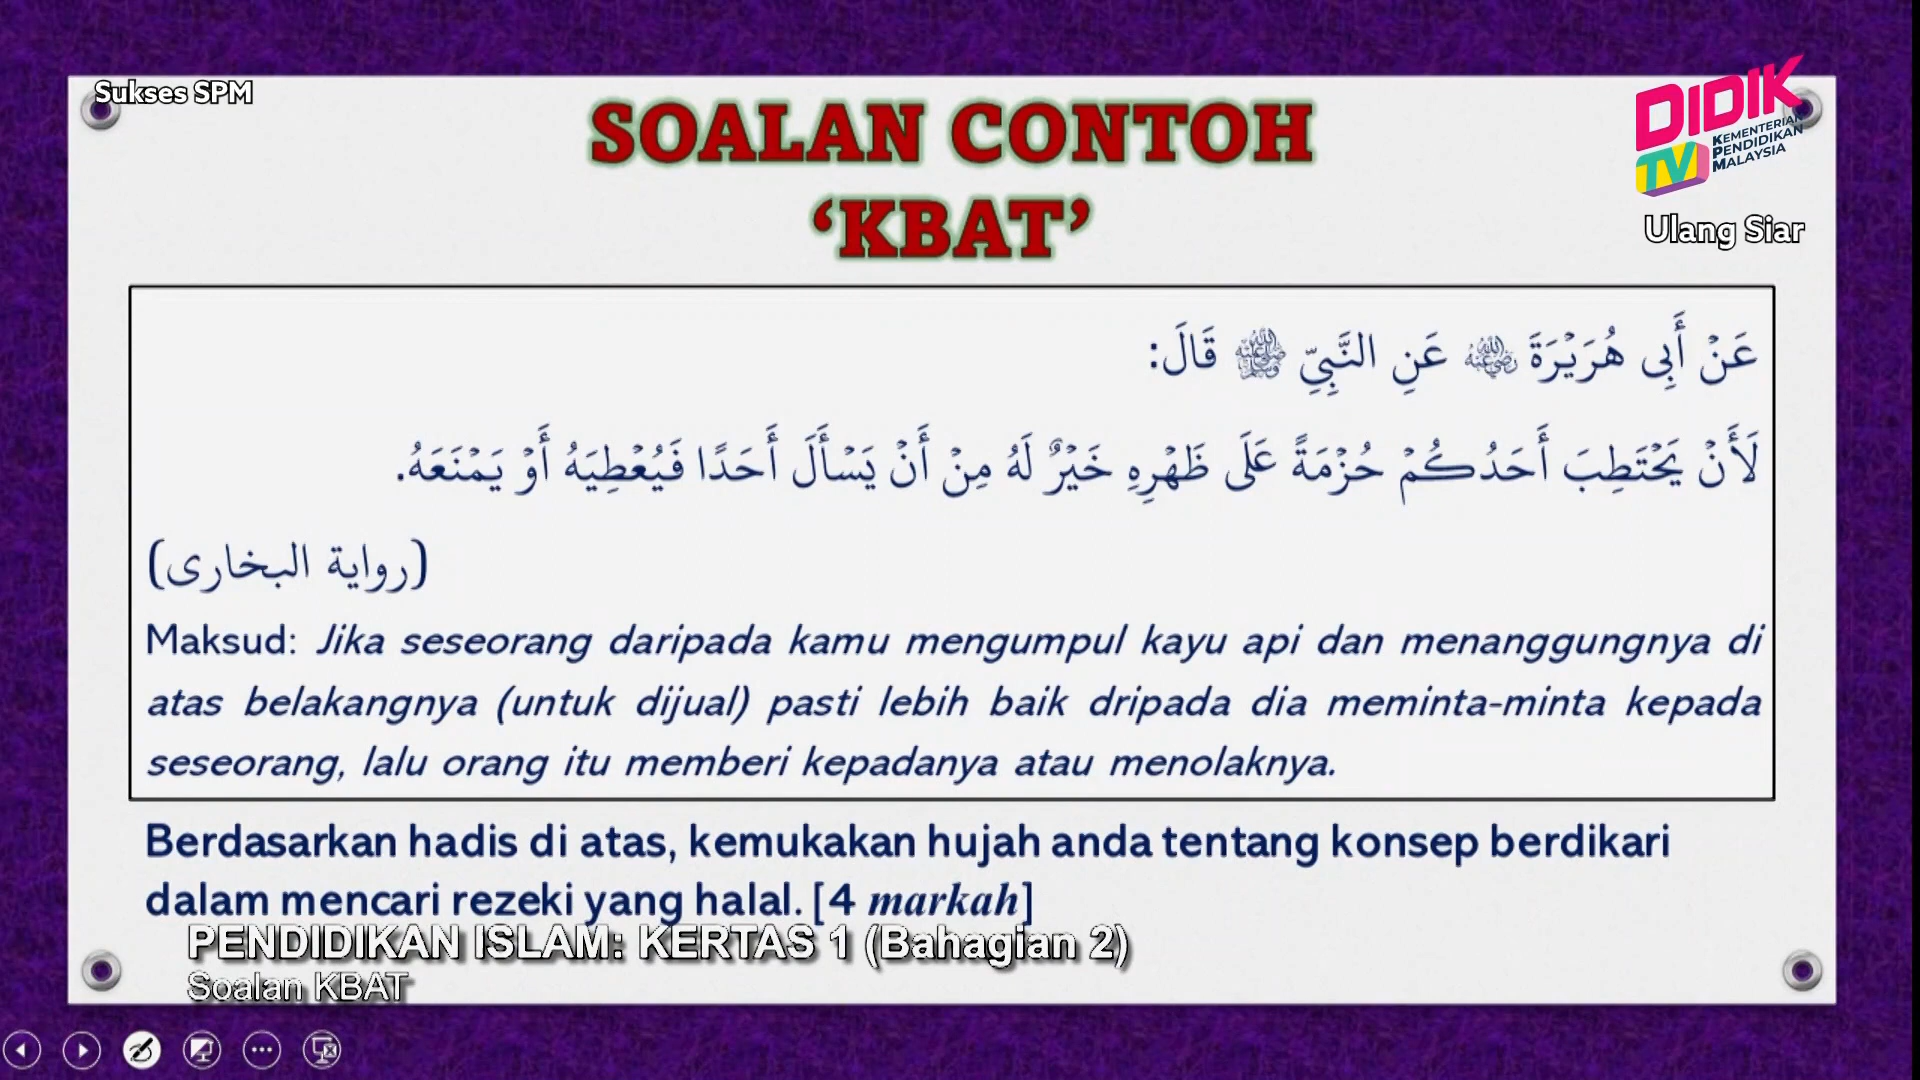 Sukses SPM
DIDIK
TV
KEMENTERIAN
PENDIDIKAN
MALAYSIA
Ulang Siar
SOALAN CONTOH
‘KBAT’
عَنْ أَبِى هُرَيْرَةَ رضي الله عنه عَنِ النَّبِيِّ ﷺ قَالَ:
لَأَنْ يَحْتَطِبَ أَحَدُكُمْ حُزْمَةً عَلَى ظَهْرِهِ خَيْرٌ لَهُ مِنْ أَنْ يَسْأَلَ أَحَدًا فَيُعْطِيَهُ أَوْ يَمْنَعَهُ.
(رواية البخارى)
Maksud: Jika seseorang daripada kamu mengumpul kayu api dan menanggungnya di
atas belakangnya (untuk dijual) pasti lebih baik dripada dia meminta-minta kepada
seseorang, lalu orang itu memberi kepadanya atau menolaknya.
Berdasarkan hadis di atas, kemukakan hujah anda tentang konsep berdikari
dalam mencari rezeki yang halal. [4 markah]
PENDIDIKAN ISLAM: KERTAS 1 (Bahagian 2)
Soalan KBAT